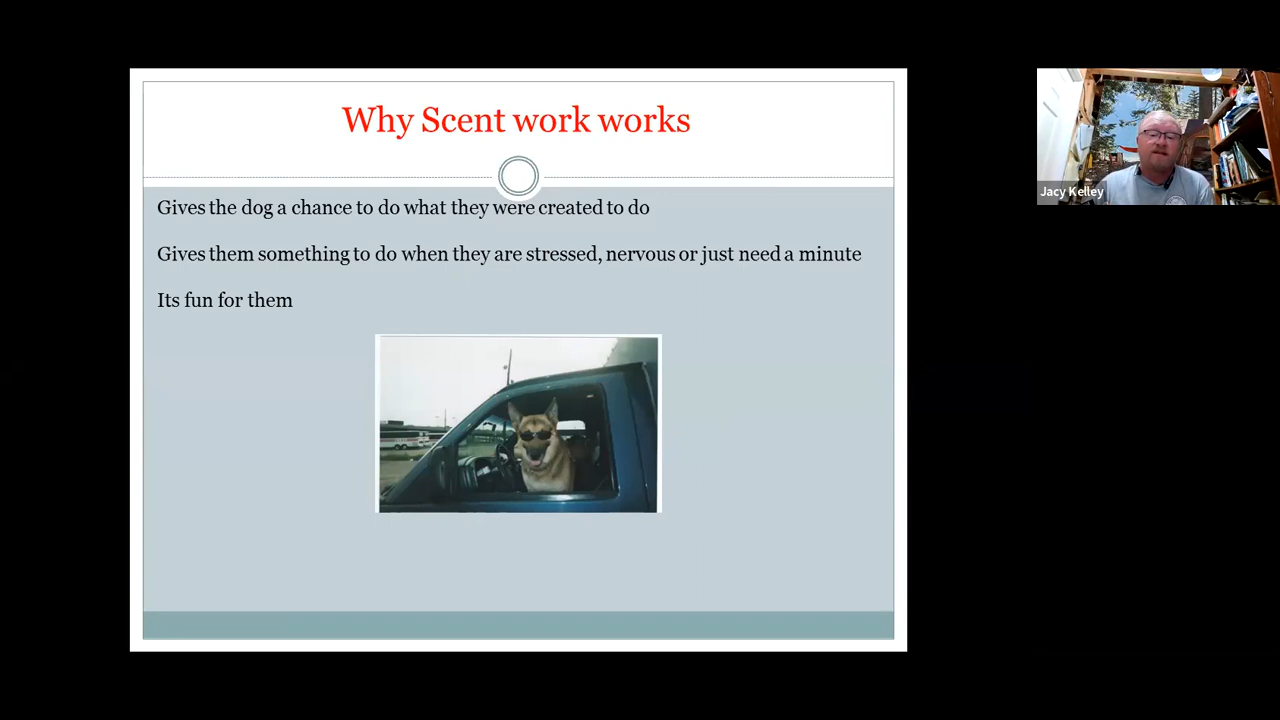 Why Scent work works
Gives the dog a chance to do what they were created to do
Gives them something to do when they are stressed, nervous or just need a minute
Its fun for them
Jacy Kelley